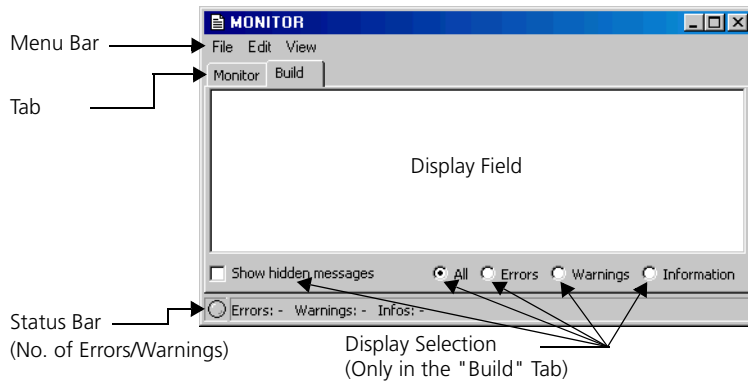 MONITOR
Menu Bar
File Edit View
Monitor Build
Tab
Display Field
Show hidden messages All Errors Warnings Information
Errors: - Warnings: - Infos: -
Status Bar
(No. of Errors/Warnings)
Display Selection
(Only in the "Build" Tab)